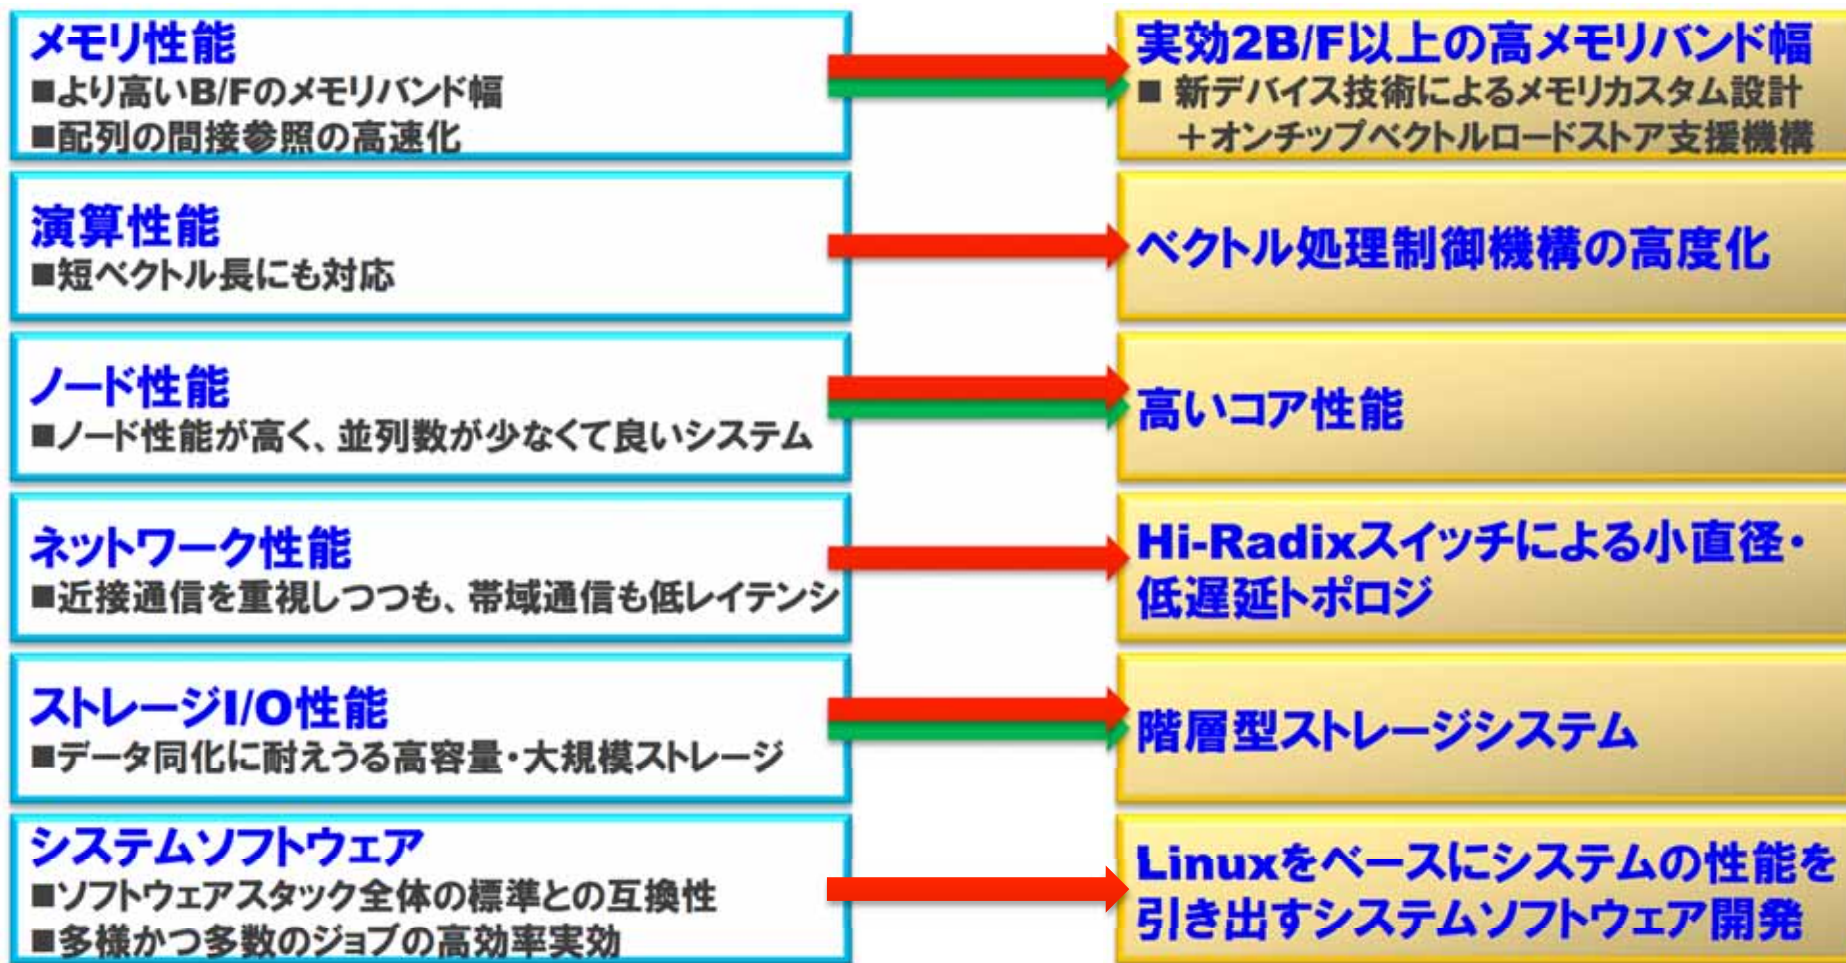 メモリ性能
■より高いB/Fのメモリバンド幅
■配列の間接参照の高速化
実効2B/F以上の高メモリバンド幅
■ 新デバイス技術によるメモリカスタム設計
＋オンチップベクトルロードストア支援機構
演算性能
■短ベクトル長にも対応
ベクトル処理制御機構の高度化
ノード性能
■ノード性能が高く、並列数が少なくて良いシステム
高いコア性能
ネットワーク性能
■近接通信を重視しつつも、帯域通信も低レイテンシ
Hi-Radixスイッチによる小直径・
低遅延トポロジ
ストレージI/O性能
■データ同化に耐えうる高容量・大規模ストレージ
階層型ストレージシステム
システムソフトウェア
■ソフトウェアスタック全体の標準との互換性
■多様かつ多数のジョブの高効率実効
Linuxをベースにシステムの性能を
引き出すシステムソフトウェア開発